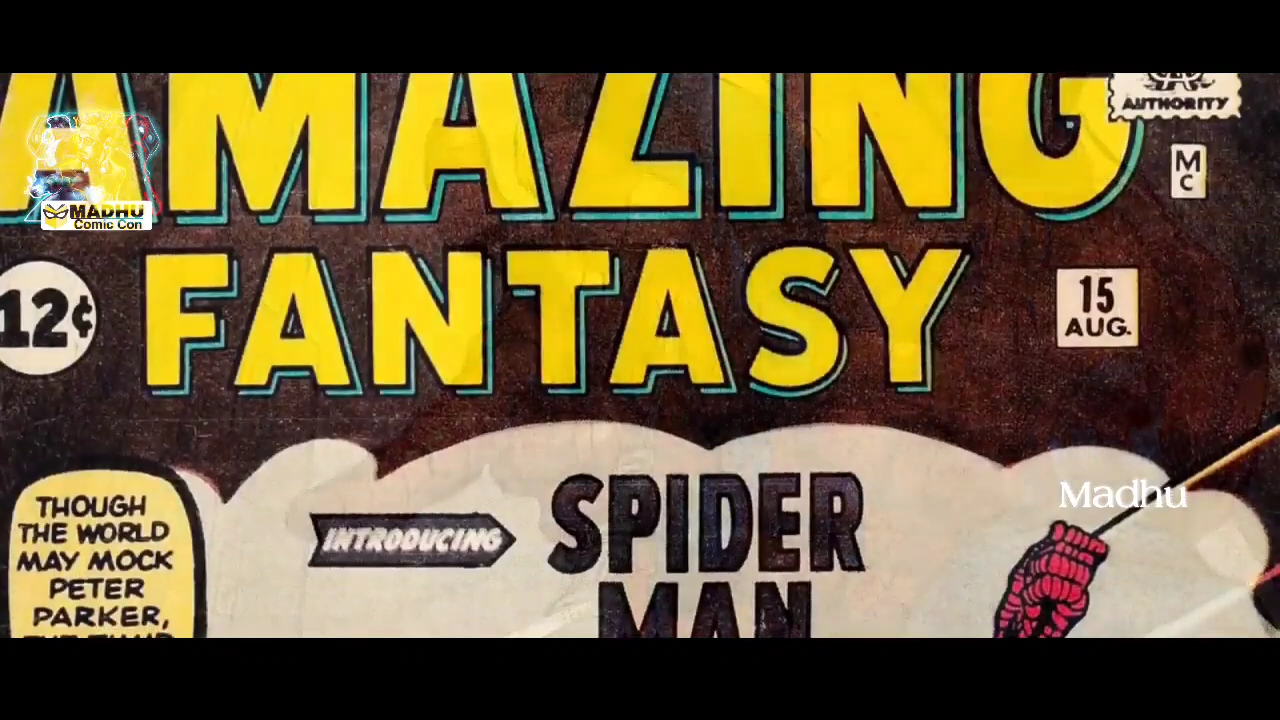 AMAZING
AUTHORITY
M
C
MADHU
Comic Con
FANTASY
12¢
15
AUG.
THOUGH
THE WORLD
MAY MOCK
PETER
PARKER,
INTRODUCING
SPIDER
MAN
Madhu